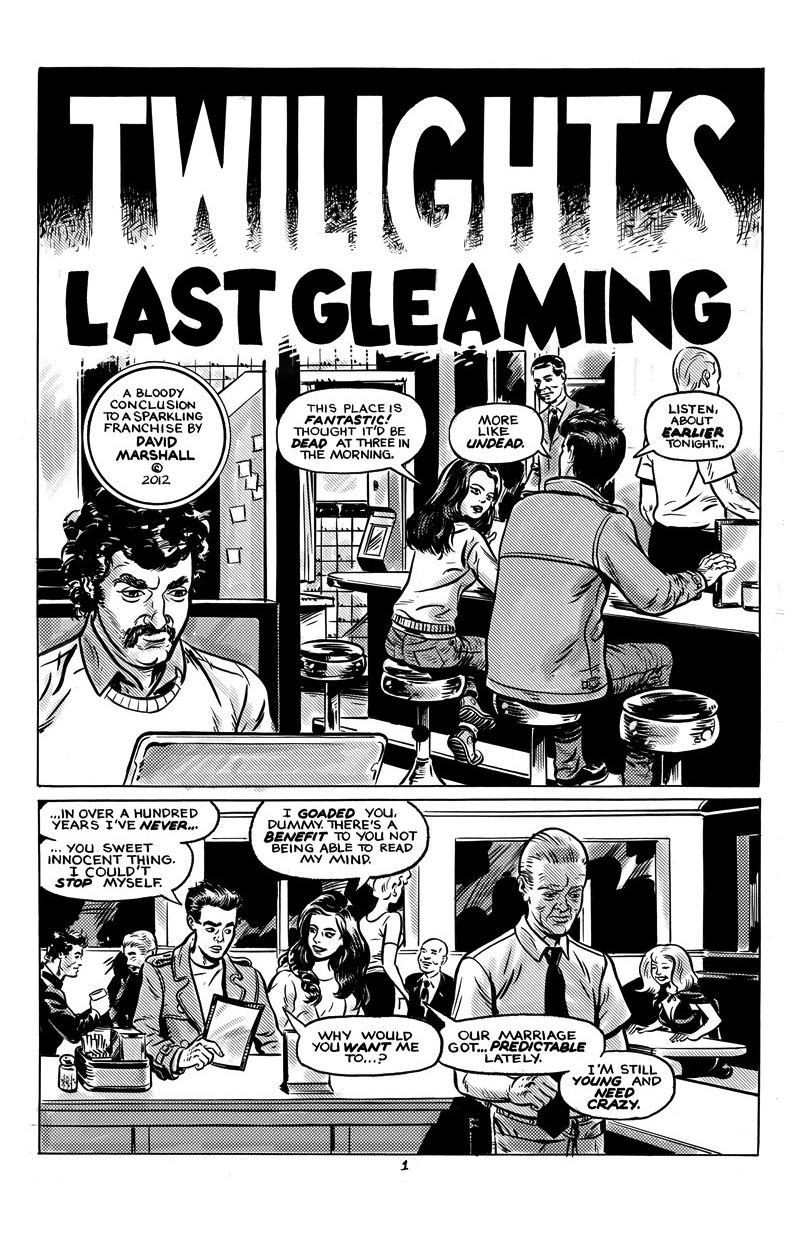 TWILIGHT'S
LAST GLEAMING
A BLOODY
CONCLUSION
TO A SPARKLING
FRANCHISE BY
DAVID
MARSHALL
©
2012
THIS PLACE IS
FANTASTIC!
THOUGHT IT'D BE
DEAD AT THREE IN
THE MORNING.
MORE
LIKE
UNDEAD.
LISTEN,
ABOUT
EARLIER
TONIGHT...
...IN OVER A HUNDRED
YEARS I'VE NEVER...
... YOU SWEET
INNOCENT THING.
I COULD'T
STOP MYSELF.
I GOADED YOU,
DUMMY. THERE'S A
BENEFIT TO YOU NOT
BEING ABLE TO READ
MY MIND.
WHY WOULD
YOU WANT ME
TO...?
OUR MARRIAGE
GOT... PREDICTABLE
LATELY.
I'M STILL
YOUNG AND
NEED
CRAZY.
1